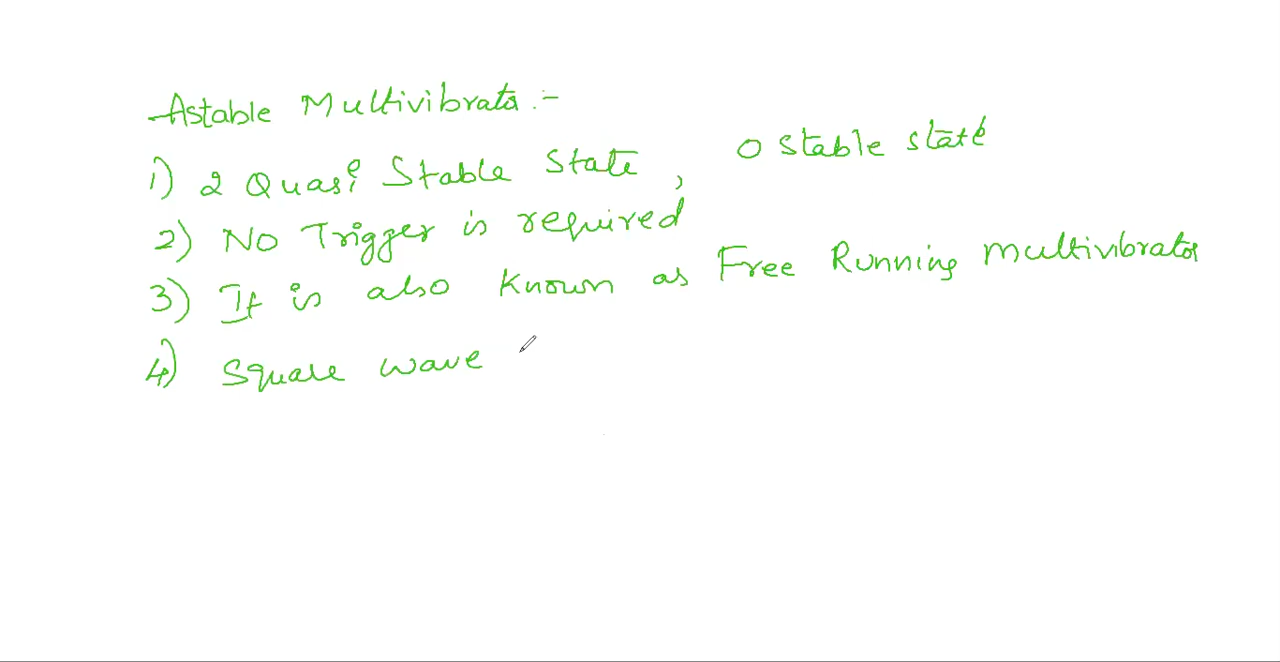 Astable Multivibrator :-
1) 2 Quasi Stable State, 0 stable state
2) No Trigger is required
3) It is also known as Free Running multivibrator
4) Square wave